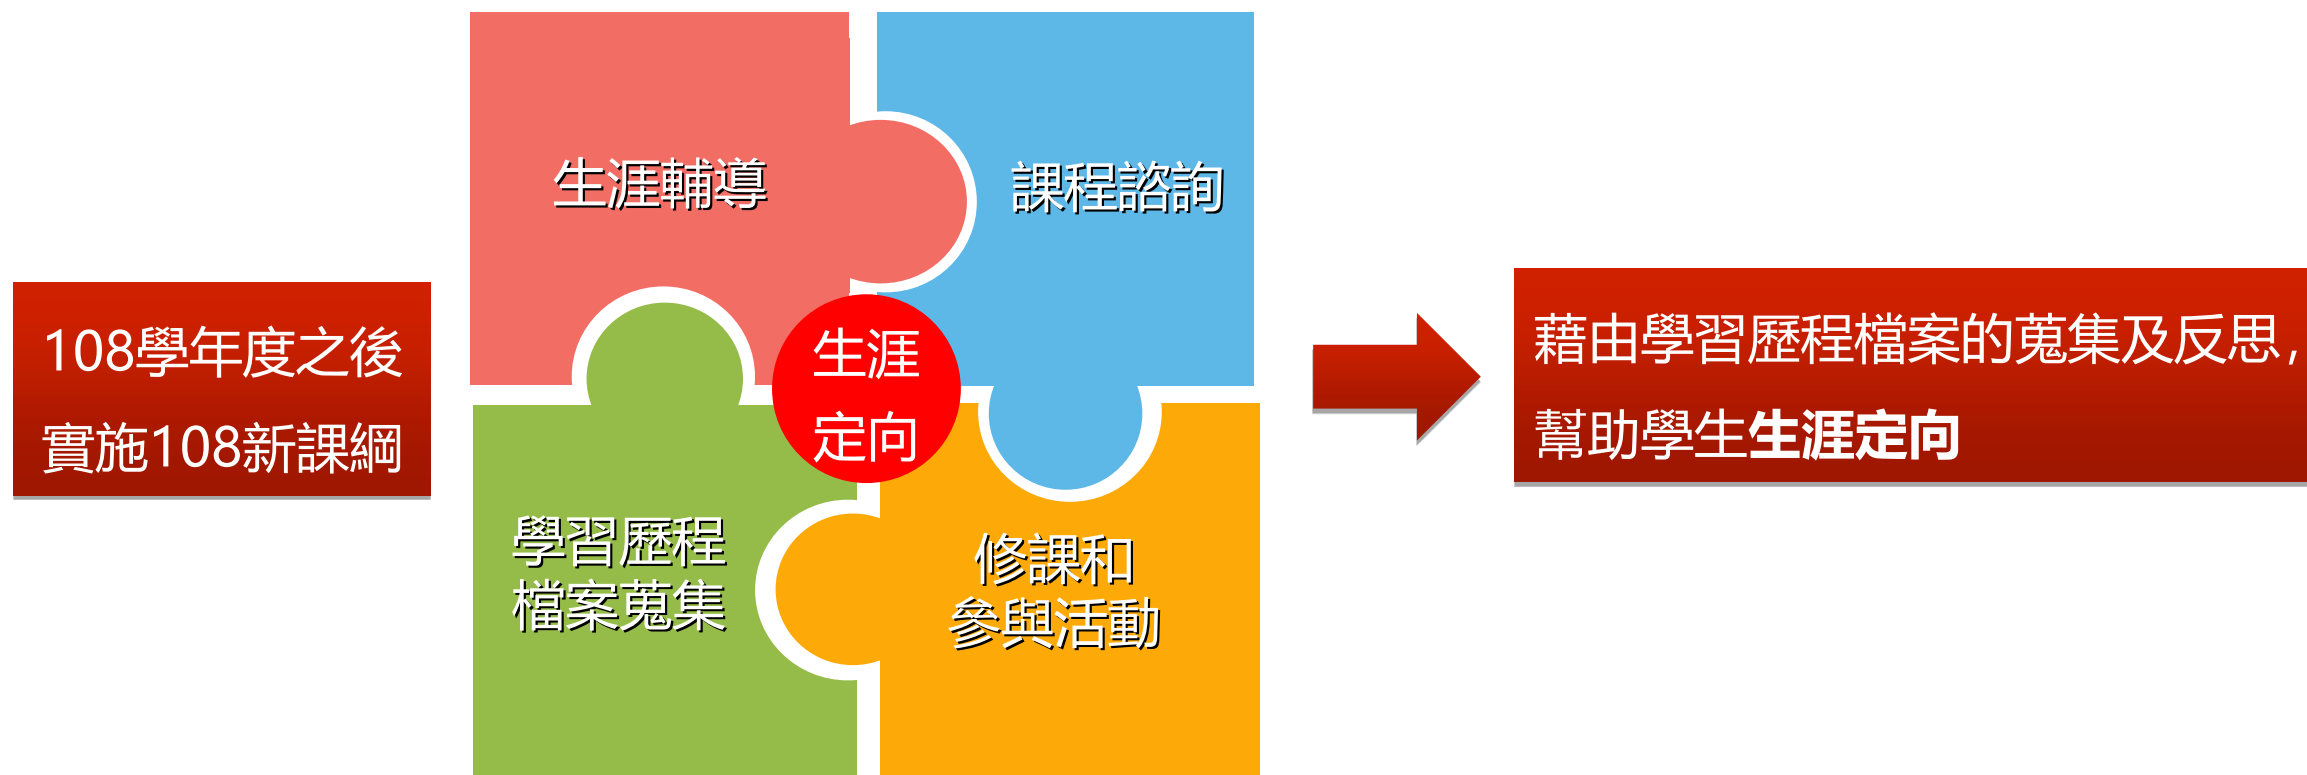 108學年度之後
實施108新課綱
生涯輔導
課程諮詢
生涯
定向
學習歷程
檔案蒐集
修課和
參與活動
藉由學習歷程檔案的蒐集及反思,
幫助學生生涯定向